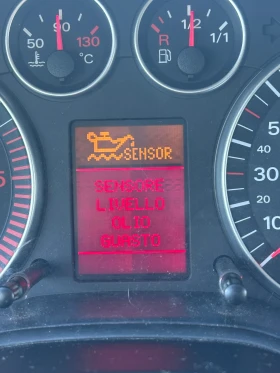 90
50
130
°C
1/2
R
1/1
SENSOR
SENSORE
LIVELLO
OLIO
GUASTO
50
40
30
20
10